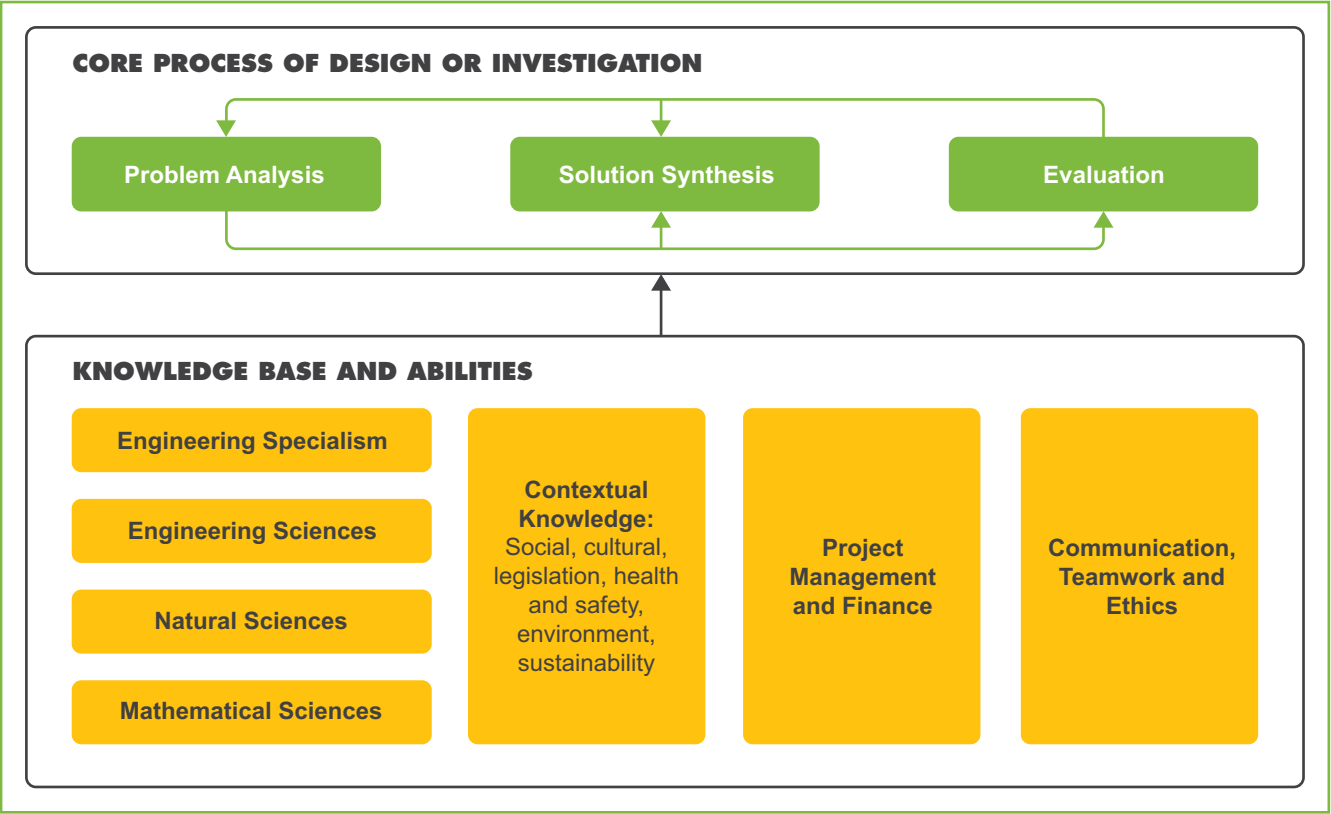 CORE PROCESS OF DESIGN OR INVESTIGATION
Problem Analysis
Solution Synthesis
Evaluation
KNOWLEDGE BASE AND ABILITIES
Engineering Specialism
Engineering Sciences
Natural Sciences
Mathematical Sciences
Contextual
Knowledge:
Social, cultural,
legislation, health
and safety,
environment,
sustainability
Project
Management
and Finance
Communication,
Teamwork and
Ethics